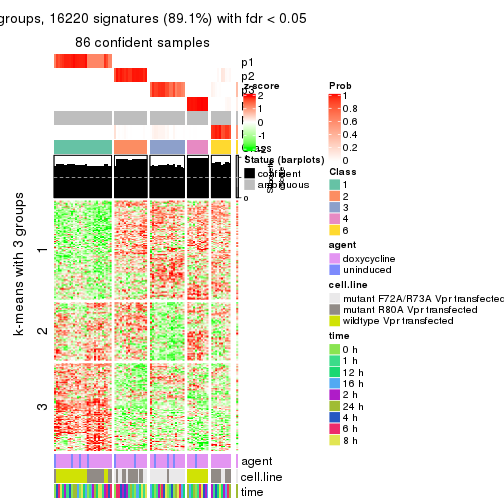 groups, 16220 signatures (89.1%) with fdr < 0.05
86 confident samples
p1
p2
z-score
2
1
0
-1
Prob
1
0.8
0.6
0.4
0.2
0
Status (barplots)
confident
ambiguous
0
Class
1
2
3
4
6
agent
doxycycline
uninduced
cell.line
mutant F72A/R73A Vpr transfected
mutant R80A Vpr transfected
wildtype Vpr transfected
time
0 h
1 h
12 h
16 h
2 h
24 h
4 h
6 h
8 h
k-means with 3 groups
1
2
3
agent
cell.line
time